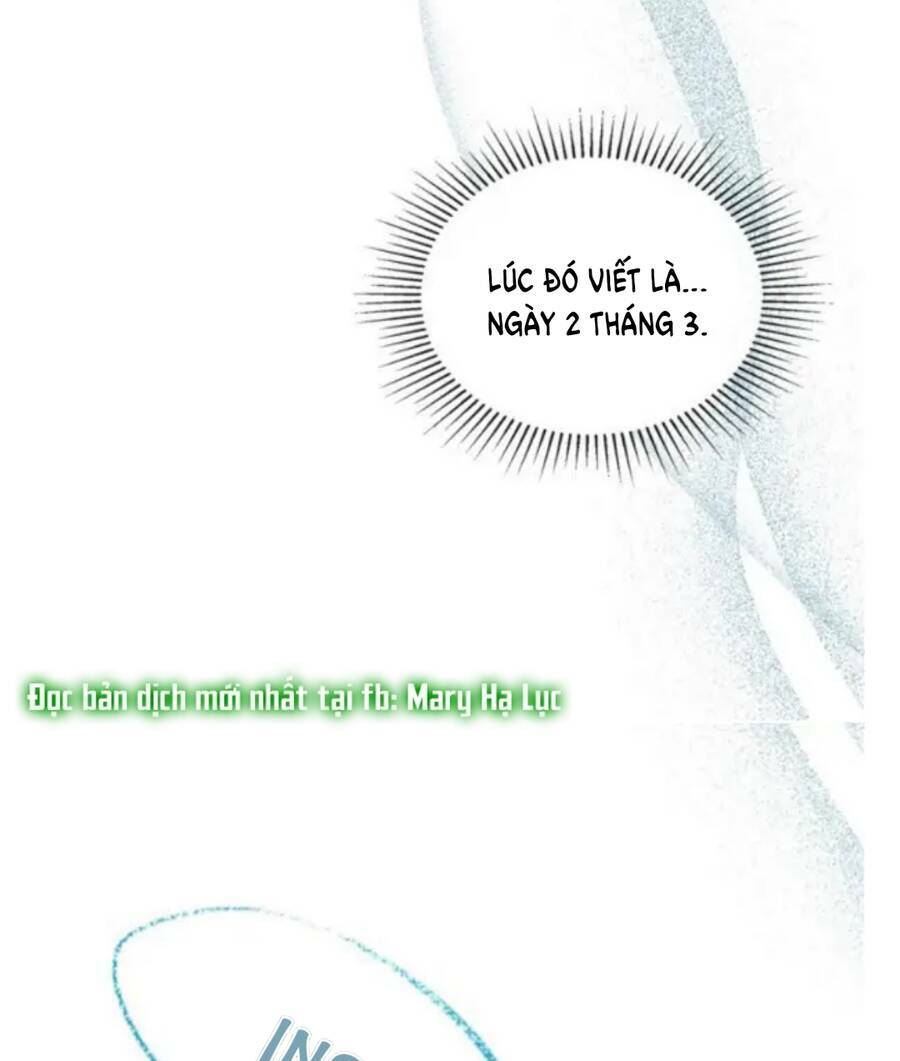 LÚC ĐÓ VIẾT LÀ...
NGÀY 2 THÁNG 3.
Đọc bản dịch mới nhất tại fb: Mary Hạ Lục